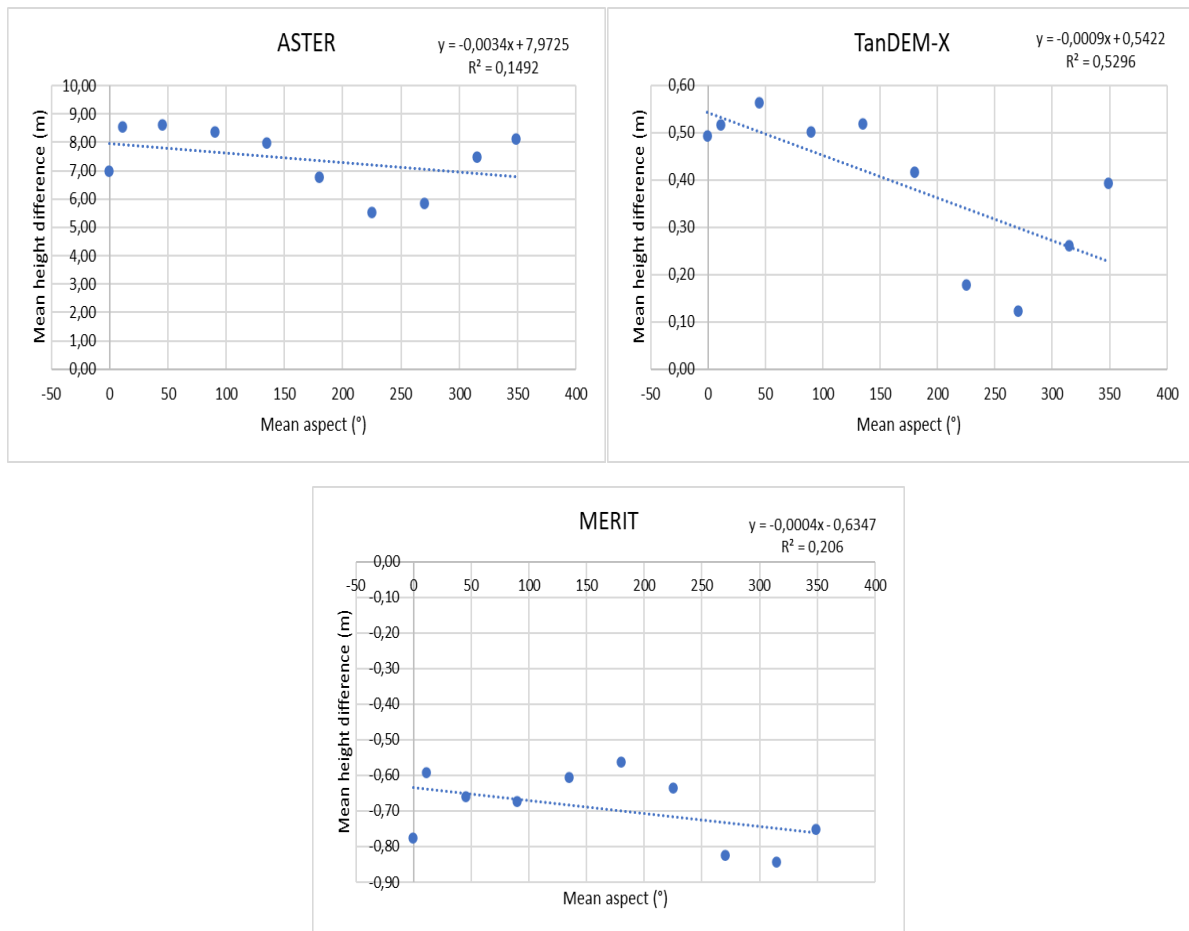 ASTER
y = -0,0034x + 7,9725
R² = 0,1492
Mean height difference (m)
10,00
9,00
8,00
7,00
6,00
5,00
4,00
3,00
2,00
1,00
0,00
-50 0 50 100 150 200 250 300 350 400
Mean aspect (°)
TanDEM-X
y = -0,0009x + 0,5422
R² = 0,5296
Mean height difference (m)
0,60
0,50
0,40
0,30
0,20
0,10
0,00
-50 0 50 100 150 200 250 300 350 400
Mean aspect (°)
MERIT
y = -0,0004x - 0,6347
R² = 0,206
Mean height difference (m)
0,00
-50 0 50 100 150 200 250 300 350 400
-0,10
-0,20
-0,30
-0,40
-0,50
-0,60
-0,70
-0,80
-0,90
Mean aspect (°)